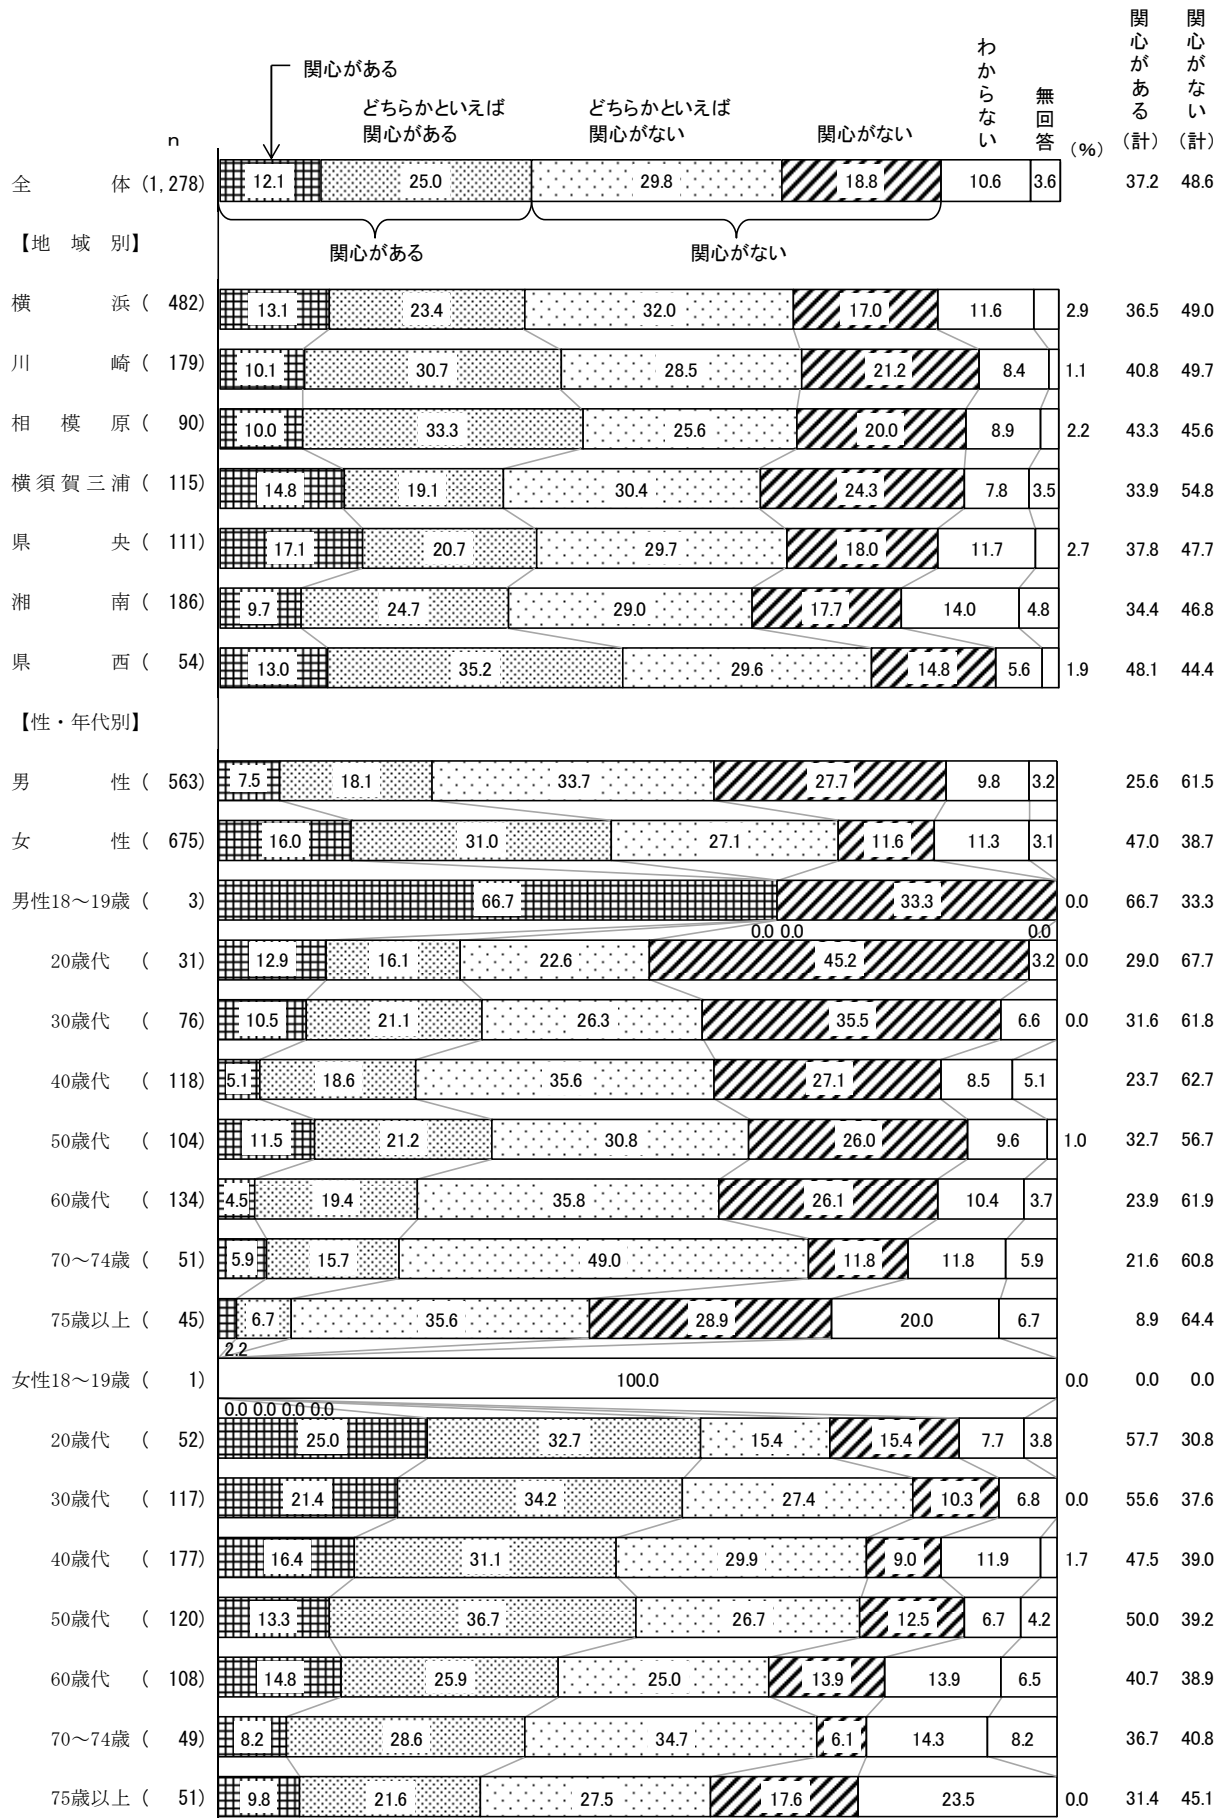 関心がある
どちらかといえば
関心がある
どちらかといえば
関心がない
関心がない
わからない
無回答
(%)
関心がある(計)
関心がない(計)
n
全 体 (1,278) 12.1 25.0 29.8 18.8 10.6 3.6 37.2 48.6
関心がある 関心がない
【地 域 別】
横 浜 ( 482) 13.1 23.4 32.0 17.0 11.6 2.9 36.5 49.0
川 崎 ( 179) 10.1 30.7 28.5 21.2 8.4 1.1 40.8 49.7
相 模 原 ( 90) 10.0 33.3 25.6 20.0 8.9 2.2 43.3 45.6
横須賀三浦 ( 115) 14.8 19.1 30.4 24.3 7.8 3.5 33.9 54.8
県 央 ( 111) 17.1 20.7 29.7 18.0 11.7 2.7 37.8 47.7
湘 南 ( 186) 9.7 24.7 29.0 17.7 14.0 4.8 34.4 46.8
県 西 ( 54) 13.0 35.2 29.6 14.8 5.6 1.9 48.1 44.4
【性・年代別】
男 性 ( 563) 7.5 18.1 33.7 27.7 9.8 3.2 25.6 61.5
女 性 ( 675) 16.0 31.0 27.1 11.6 11.3 3.1 47.0 38.7
男性18～19歳 ( 3) 66.7 33.3 0.0 66.7 33.3
0.0 0.0 0.0
20歳代 ( 31) 12.9 16.1 22.6 45.2 3.2 0.0 29.0 67.7
30歳代 ( 76) 10.5 21.1 26.3 35.5 6.6 0.0 31.6 61.8
40歳代 ( 118) 5.1 18.6 35.6 27.1 8.5 5.1 23.7 62.7
50歳代 ( 104) 11.5 21.2 30.8 26.0 9.6 1.0 32.7 56.7
60歳代 ( 134) 4.5 19.4 35.8 26.1 10.4 3.7 23.9 61.9
70～74歳 ( 51) 5.9 15.7 49.0 11.8 11.8 5.9 21.6 60.8
75歳以上 ( 45) 6.7 35.6 28.9 20.0 6.7 8.9 64.4
2.2
女性18～19歳 ( 1) 100.0 0.0 0.0 0.0
0.0 0.0 0.0 0.0
20歳代 ( 52) 25.0 32.7 15.4 15.4 7.7 3.8 57.7 30.8
30歳代 ( 117) 21.4 34.2 27.4 10.3 6.8 0.0 55.6 37.6
40歳代 ( 177) 16.4 31.1 29.9 9.0 11.9 1.7 47.5 39.0
50歳代 ( 120) 13.3 36.7 26.7 12.5 6.7 4.2 50.0 39.2
60歳代 ( 108) 14.8 25.9 25.0 13.9 13.9 6.5 40.7 38.9
70～74歳 ( 49) 8.2 28.6 34.7 6.1 14.3 8.2 36.7 40.8
75歳以上 ( 51) 9.8 21.6 27.5 17.6 23.5 0.0 31.4 45.1